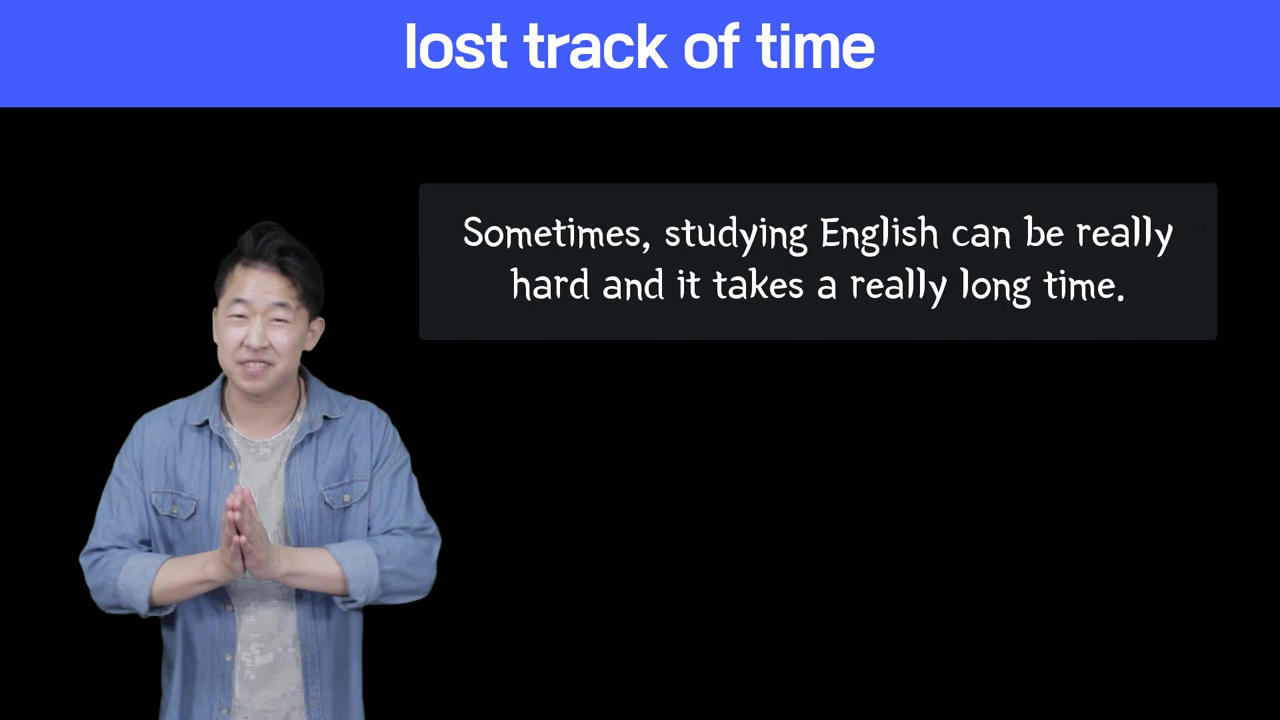 lost track of time
Sometimes, studying English can be really
hard and it takes a really long time.